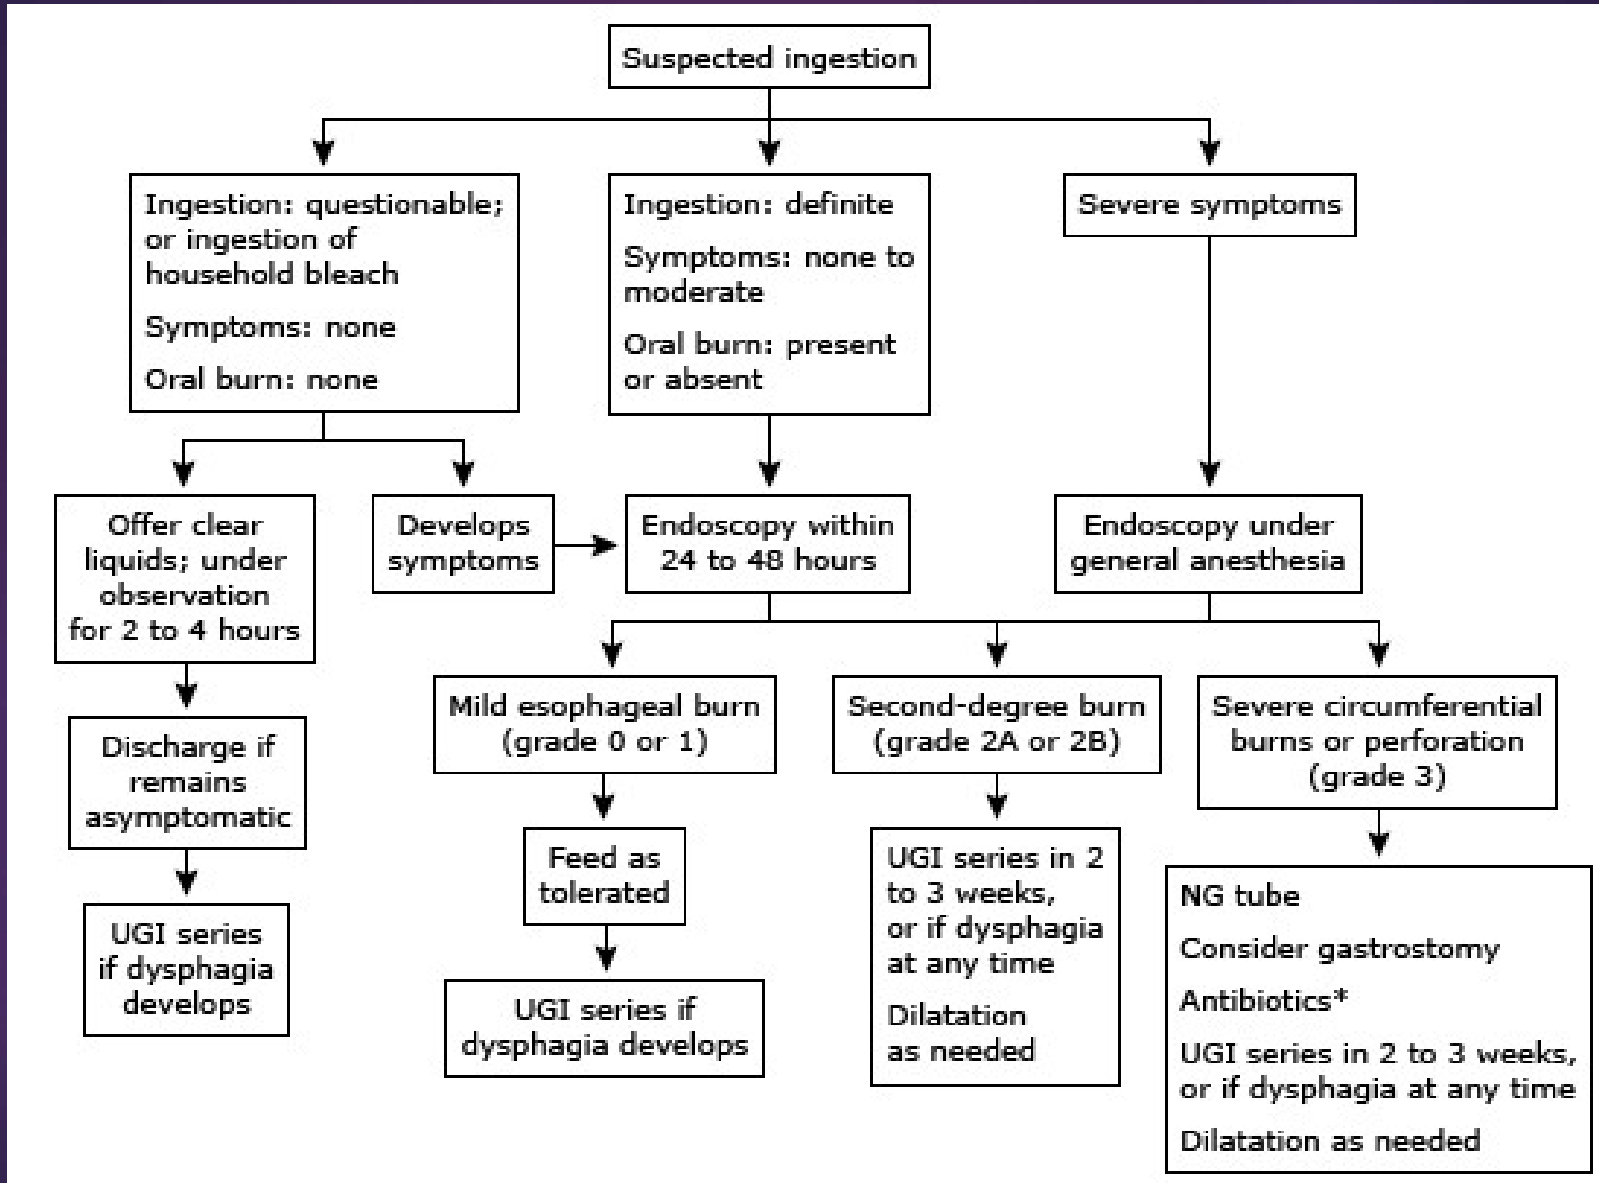 Suspected ingestion
Ingestion: questionable;
or ingestion of
household bleach
Symptoms: none
Oral burn: none
Ingestion: definite
Symptoms: none to
moderate
Oral burn: present
or absent
Severe symptoms
Offer clear
liquids; under
observation
for 2 to 4 hours
Develops
symptoms
Endoscopy within
24 to 48 hours
Endoscopy under
general anesthesia
Discharge if
remains
asymptomatic
UGI series
if dysphagia
develops
Mild esophageal burn
(grade 0 or 1)
Feed as
tolerated
UGI series if
dysphagia develops
Second-degree burn
(grade 2A or 2B)
UGI series in 2
to 3 weeks,
or if dysphagia
at any time
Dilatation
as needed
Severe circumferential
burns or perforation
(grade 3)
NG tube
Consider gastrostomy
Antibiotics*
UGI series in 2 to 3 weeks,
or if dysphagia at any time
Dilatation as needed